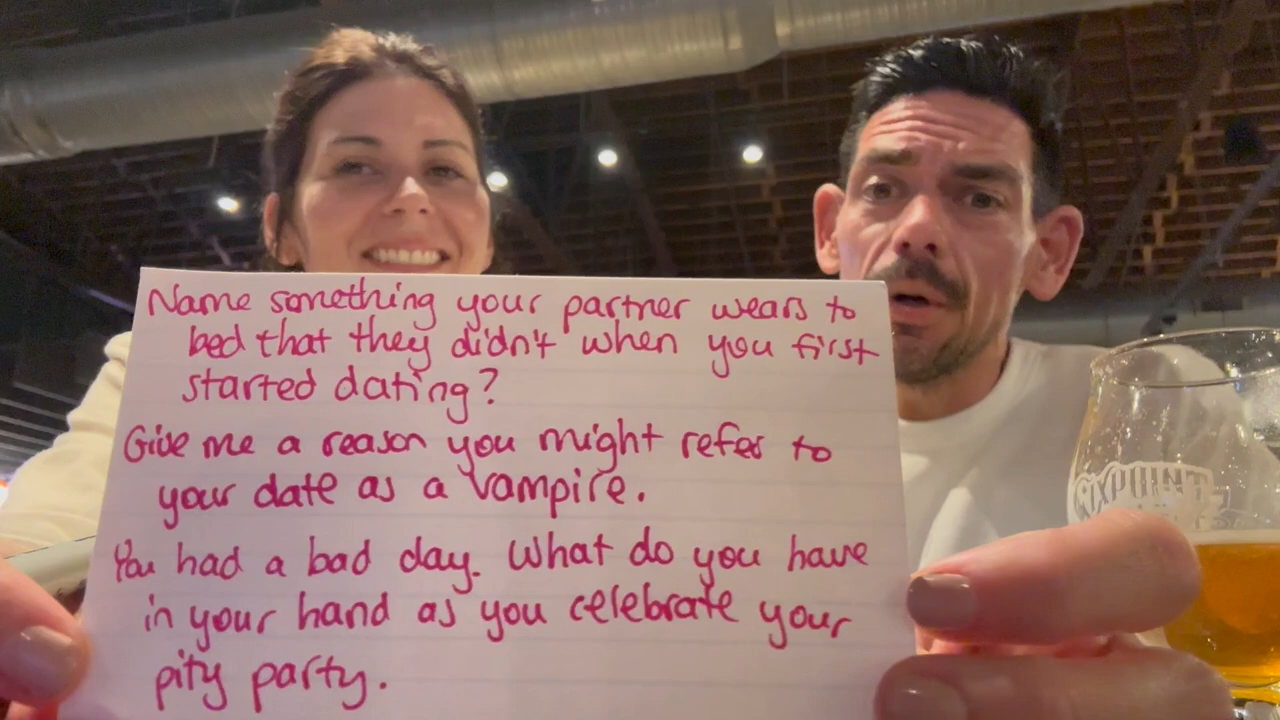 Name something your partner wears to
bed that they didn't when you first
started dating?
Give me a reason you might refer to
your date as a vampire.
You had a bad day. What do you have
in your hand as you celebrate your
pity party.
SIXPOINT